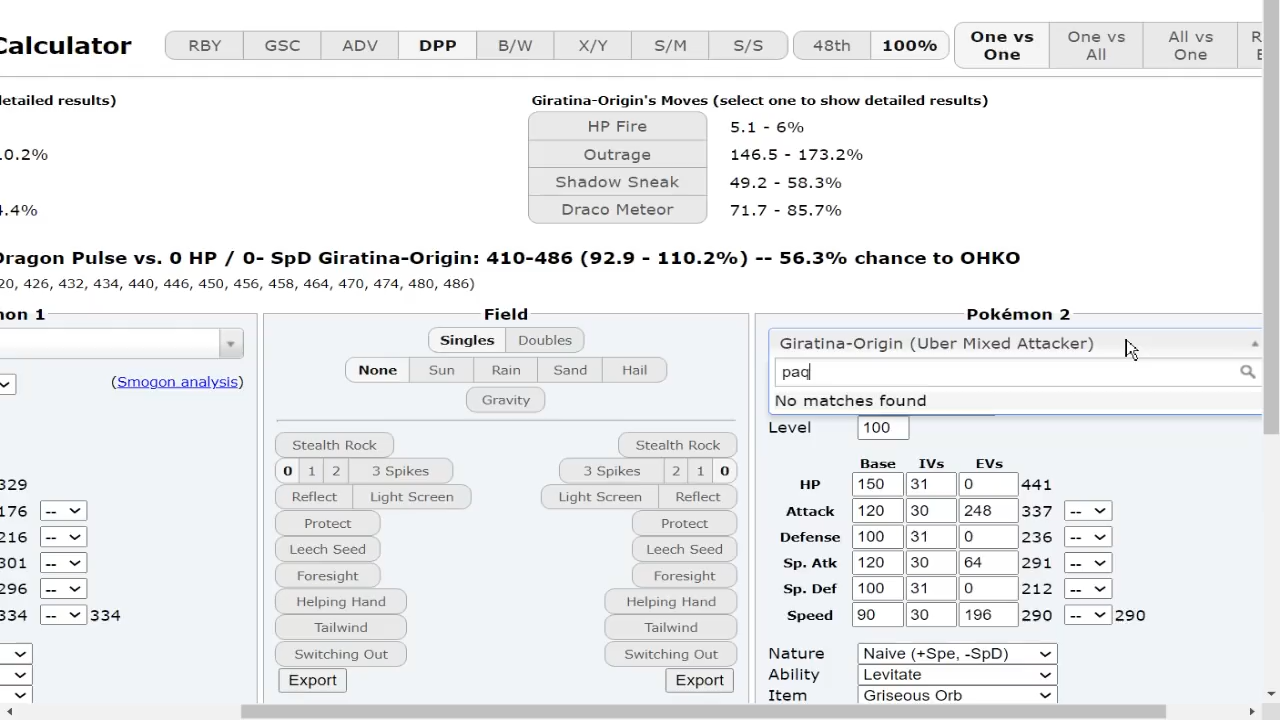 Calculator
RBY GSC ADV DPP B/W X/Y S/M S/S
48th 100%
One vs One
One vs All
All vs One
etailed results)
Giratina-Origin's Moves (select one to show detailed results)
HP Fire 5.1 - 6%
0.2% Outrage 146.5 - 173.2%
Shadow Sneak 49.2 - 58.3%
4.4% Draco Meteor 71.7 - 85.7%
Dragon Pulse vs. 0 HP / 0- SpD Giratina-Origin: 410-486 (92.9 - 110.2%) -- 56.3% chance to OHKO
20, 426, 432, 434, 440, 446, 450, 456, 458, 464, 470, 474, 480, 486)
mon 1
Field
Pokémon 2
Singles Doubles
Giratina-Origin (Uber Mixed Attacker)
None Sun Rain Sand Hail
paq
(Smogon analysis)
Gravity
No matches found
Level 100
Stealth Rock Stealth Rock
0 1 2 3 Spikes 3 Spikes 2 1 0
Base IVs EVs
329 Reflect Light Screen Light Screen Reflect HP 150 31 0 441
176 -- Protect Protect Attack 120 30 248 337 --
216 -- Leech Seed Leech Seed Defense 100 31 0 236 --
301 -- Foresight Foresight Sp. Atk 120 30 64 291 --
296 -- Helping Hand Helping Hand Sp. Def 100 31 0 212 --
334 -- 334 Tailwind Tailwind Speed 90 30 196 290 -- 290
Switching Out Switching Out Nature Naive (+Spe, -SpD)
Export Export Ability Levitate
Item Griseous Orb